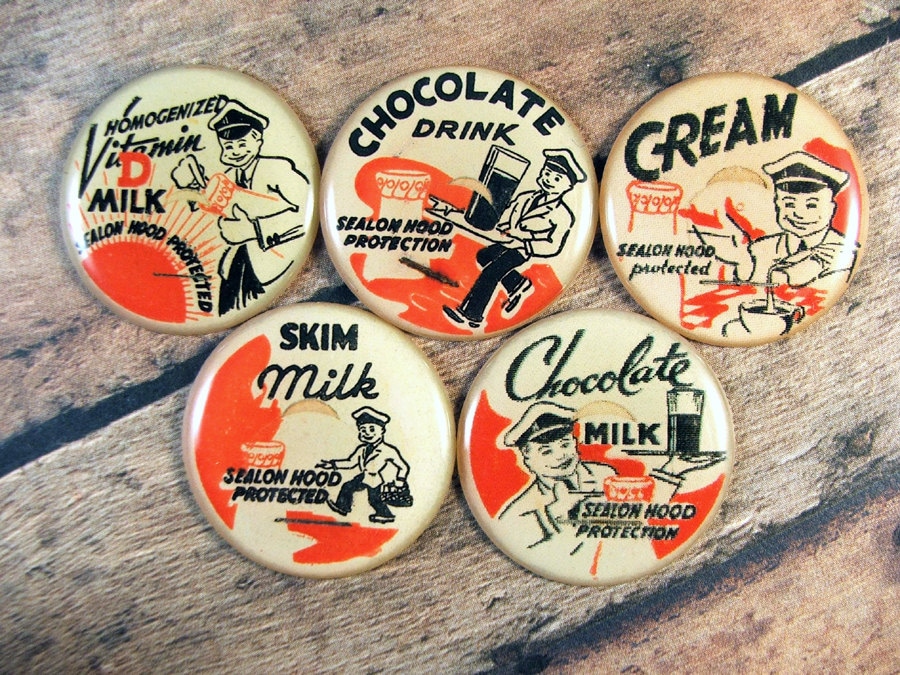 HOMOGENIZED
Vitamin
D
MILK
SEALON HOOD PROTECTED
CHOCOLATE
DRINK
SEALON HOOD
PROTECTION
CREAM
SEALON HOOD
protected
SKIM
Milk
SEALON HOOD
PROTECTED
Chocolate
MILK
SEALON HOOD
PROTECTION